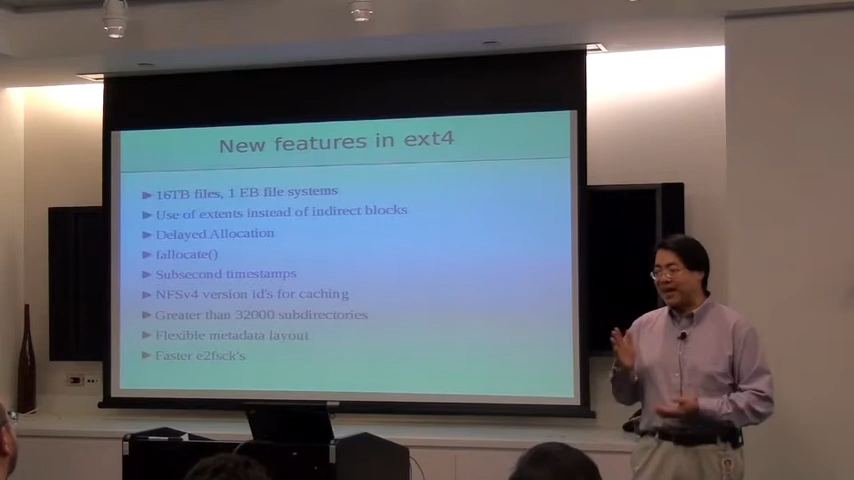 New features in ext4
16TB files, 1 EB file systems
Use of extents instead of indirect blocks
Delayed Allocation
fallocate()
Subsecond timestamps
NFSv4 version id's for caching
Greater than 32000 subdirectories
Flexible metadata layout
Faster e2fsck's